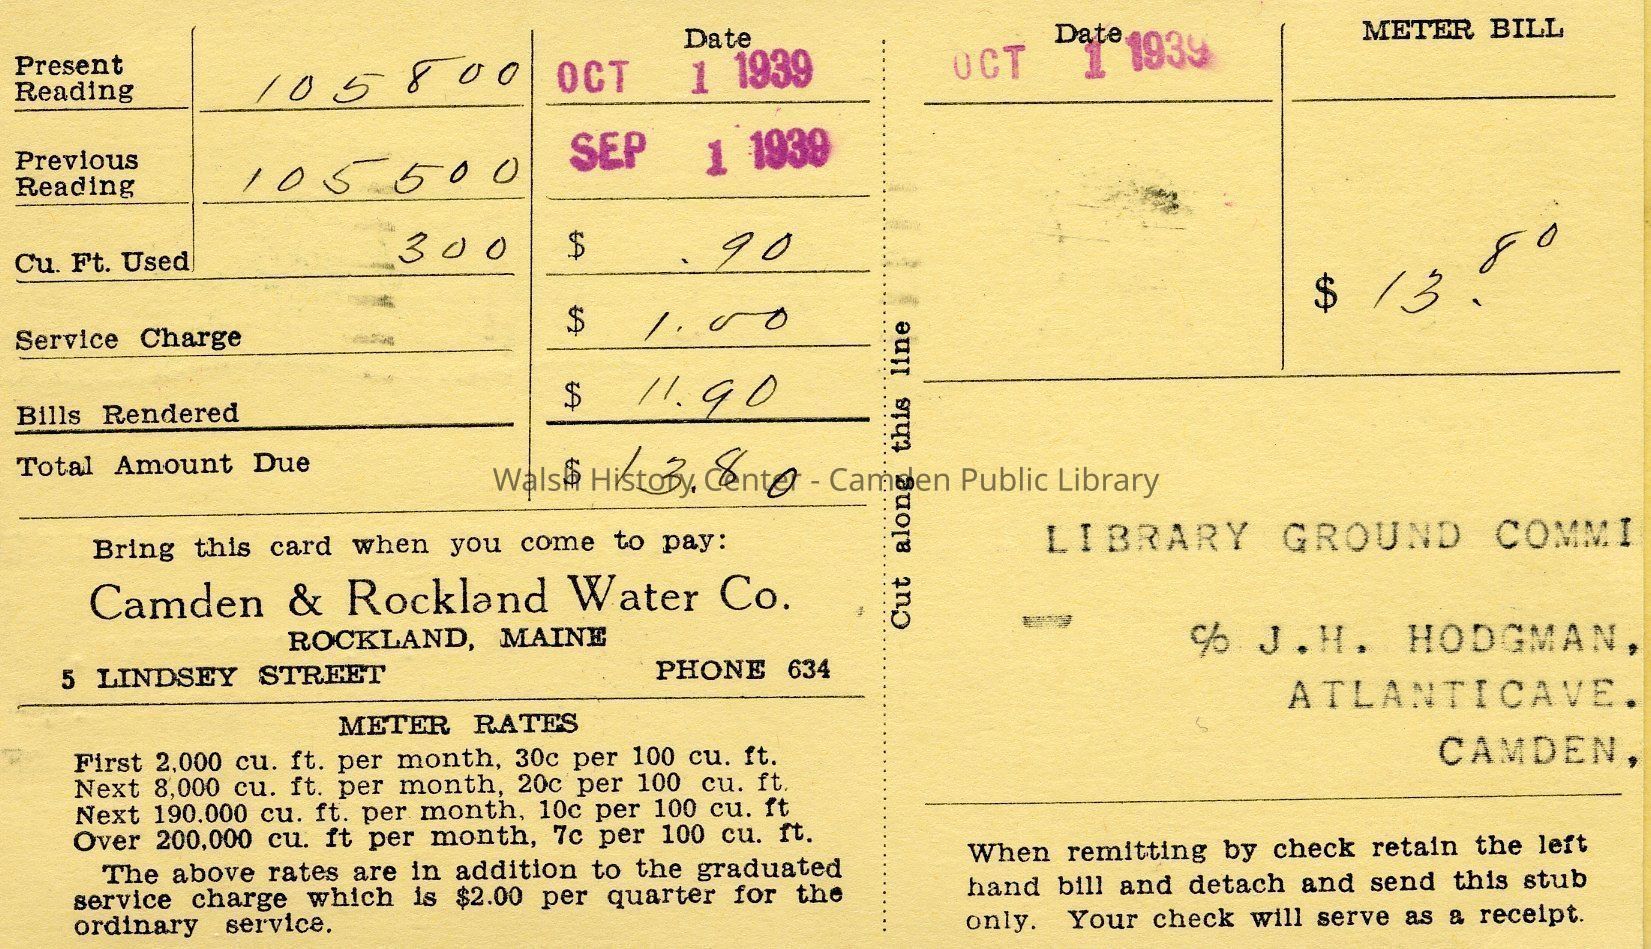 Date
Present
Reading
105800
OCT 1 1939
Previous
Reading
105500
SEP 1 1939
Cu. Ft. Used
300
$ .90
Service Charge
$ 1.00
Bills Rendered
$ 11.90
Total Amount Due
$ 13.80
Bring this card when you come to pay:
Camden & Rockland Water Co.
ROCKLAND, MAINE
5 LINDSEY STREET PHONE 634
METER RATES
First 2,000 cu. ft. per month, 30c per 100 cu. ft.
Next 8,000 cu. ft. per month, 20c per 100 cu. ft.
Next 190.000 cu. ft. per month, 10c per 100 cu. ft
Over 200,000 cu. ft per month, 7c per 100 cu. ft.
The above rates are in addition to the graduated
service charge which is $2.00 per quarter for the
ordinary service.
Cut along this line
Date
OCT 1 1939
METER BILL
$ 13.80
LIBRARY GROUND COMMI
℅ J.H. HODGMAN,
ATLANTICAVE.
CAMDEN,
When remitting by check retain the left
hand bill and detach and send this stub
only. Your check will serve as a receipt.
Walsh History Center - Camden Public Library